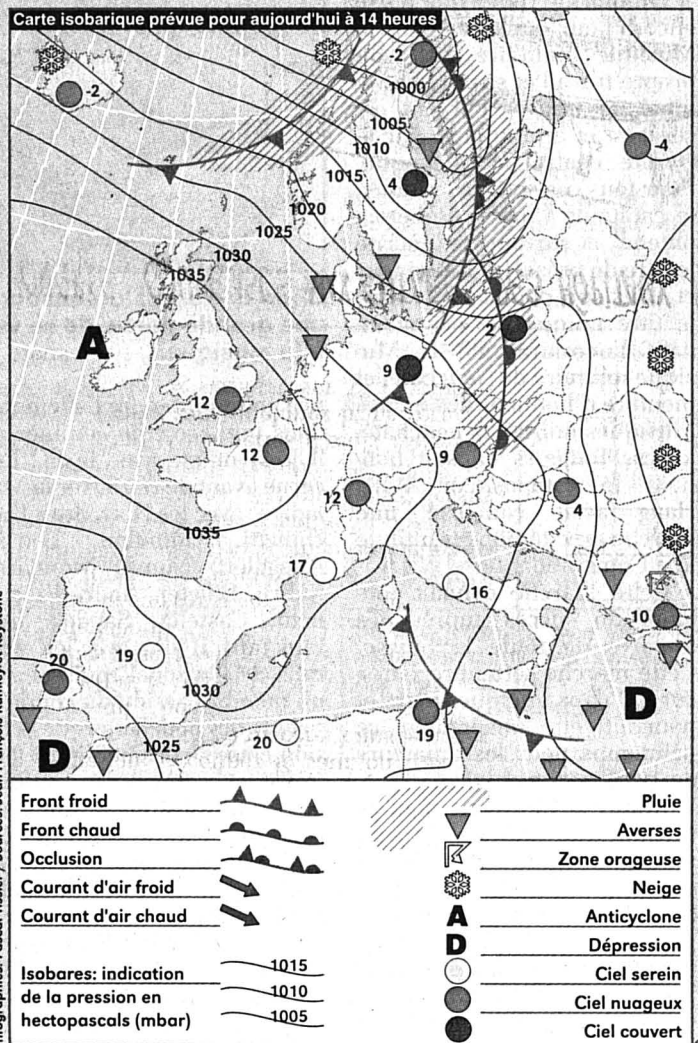 Carte isobarique prévue pour aujourd'hui à 14 heures
-2
-2
1000
1005
1010
-4
1015
4
1020
1025
1030
1035
A
2
9
12
12
9
12
4
1035
17
16
10
19
20
1030
D
19
20
D
1025
Front froid
Front chaud
Occlusion
Courant d'air froid
Courant d'air chaud
Isobares: indication
de la pression en
hectopascals (mbar)
1015
1010
1005
Pluie
Averses
Zone orageuse
Neige
A Anticyclone
D Dépression
Ciel serein
Ciel nuageux
Ciel couvert